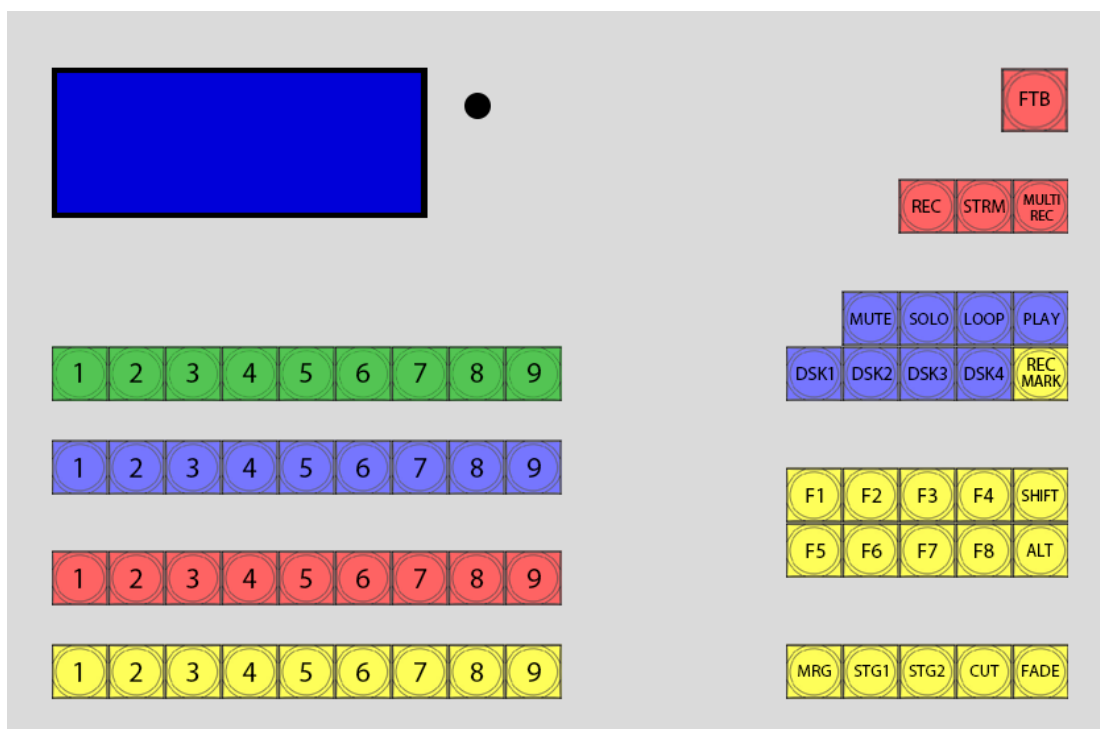 FTB
REC STRM MULTI REC
MUTE SOLO LOOP PLAY
1 2 3 4 5 6 7 8 9
DSK1 DSK2 DSK3 DSK4 REC MARK
1 2 3 4 5 6 7 8 9
F1 F2 F3 F4 SHIFT
F5 F6 F7 F8 ALT
1 2 3 4 5 6 7 8 9
1 2 3 4 5 6 7 8 9
MRG STG1 STG2 CUT FADE